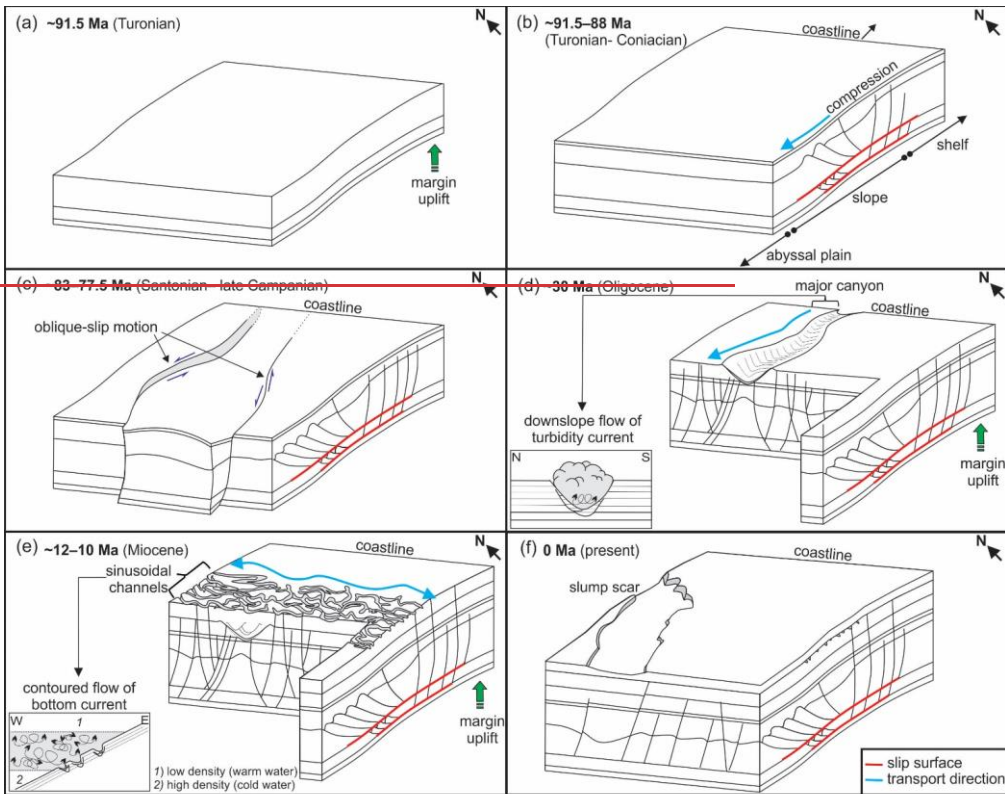 (a) ~91.5 Ma (Turonian)
N
margin
uplift
(b) ~91.5–88 Ma
(Turonian- Coniacian)
coastline
N
compression
shelf
slope
abyssal plain
(c) ~83–77.5 Ma (Santonian - late Campanian)
N
coastline
oblique-slip motion
(d) ~30 Ma (Oligocene)
major canyon
N
coastline
downslope flow of
turbidity current
N S
margin
uplift
(e) ~12–10 Ma (Miocene)
N
coastline
sinusoidal
channels
contoured flow of
bottom current
W 1 E
2
1) low density (warm water)
2) high density (cold water)
margin
uplift
(f) 0 Ma (present)
N
coastline
slump scar
slip surface
transport direction